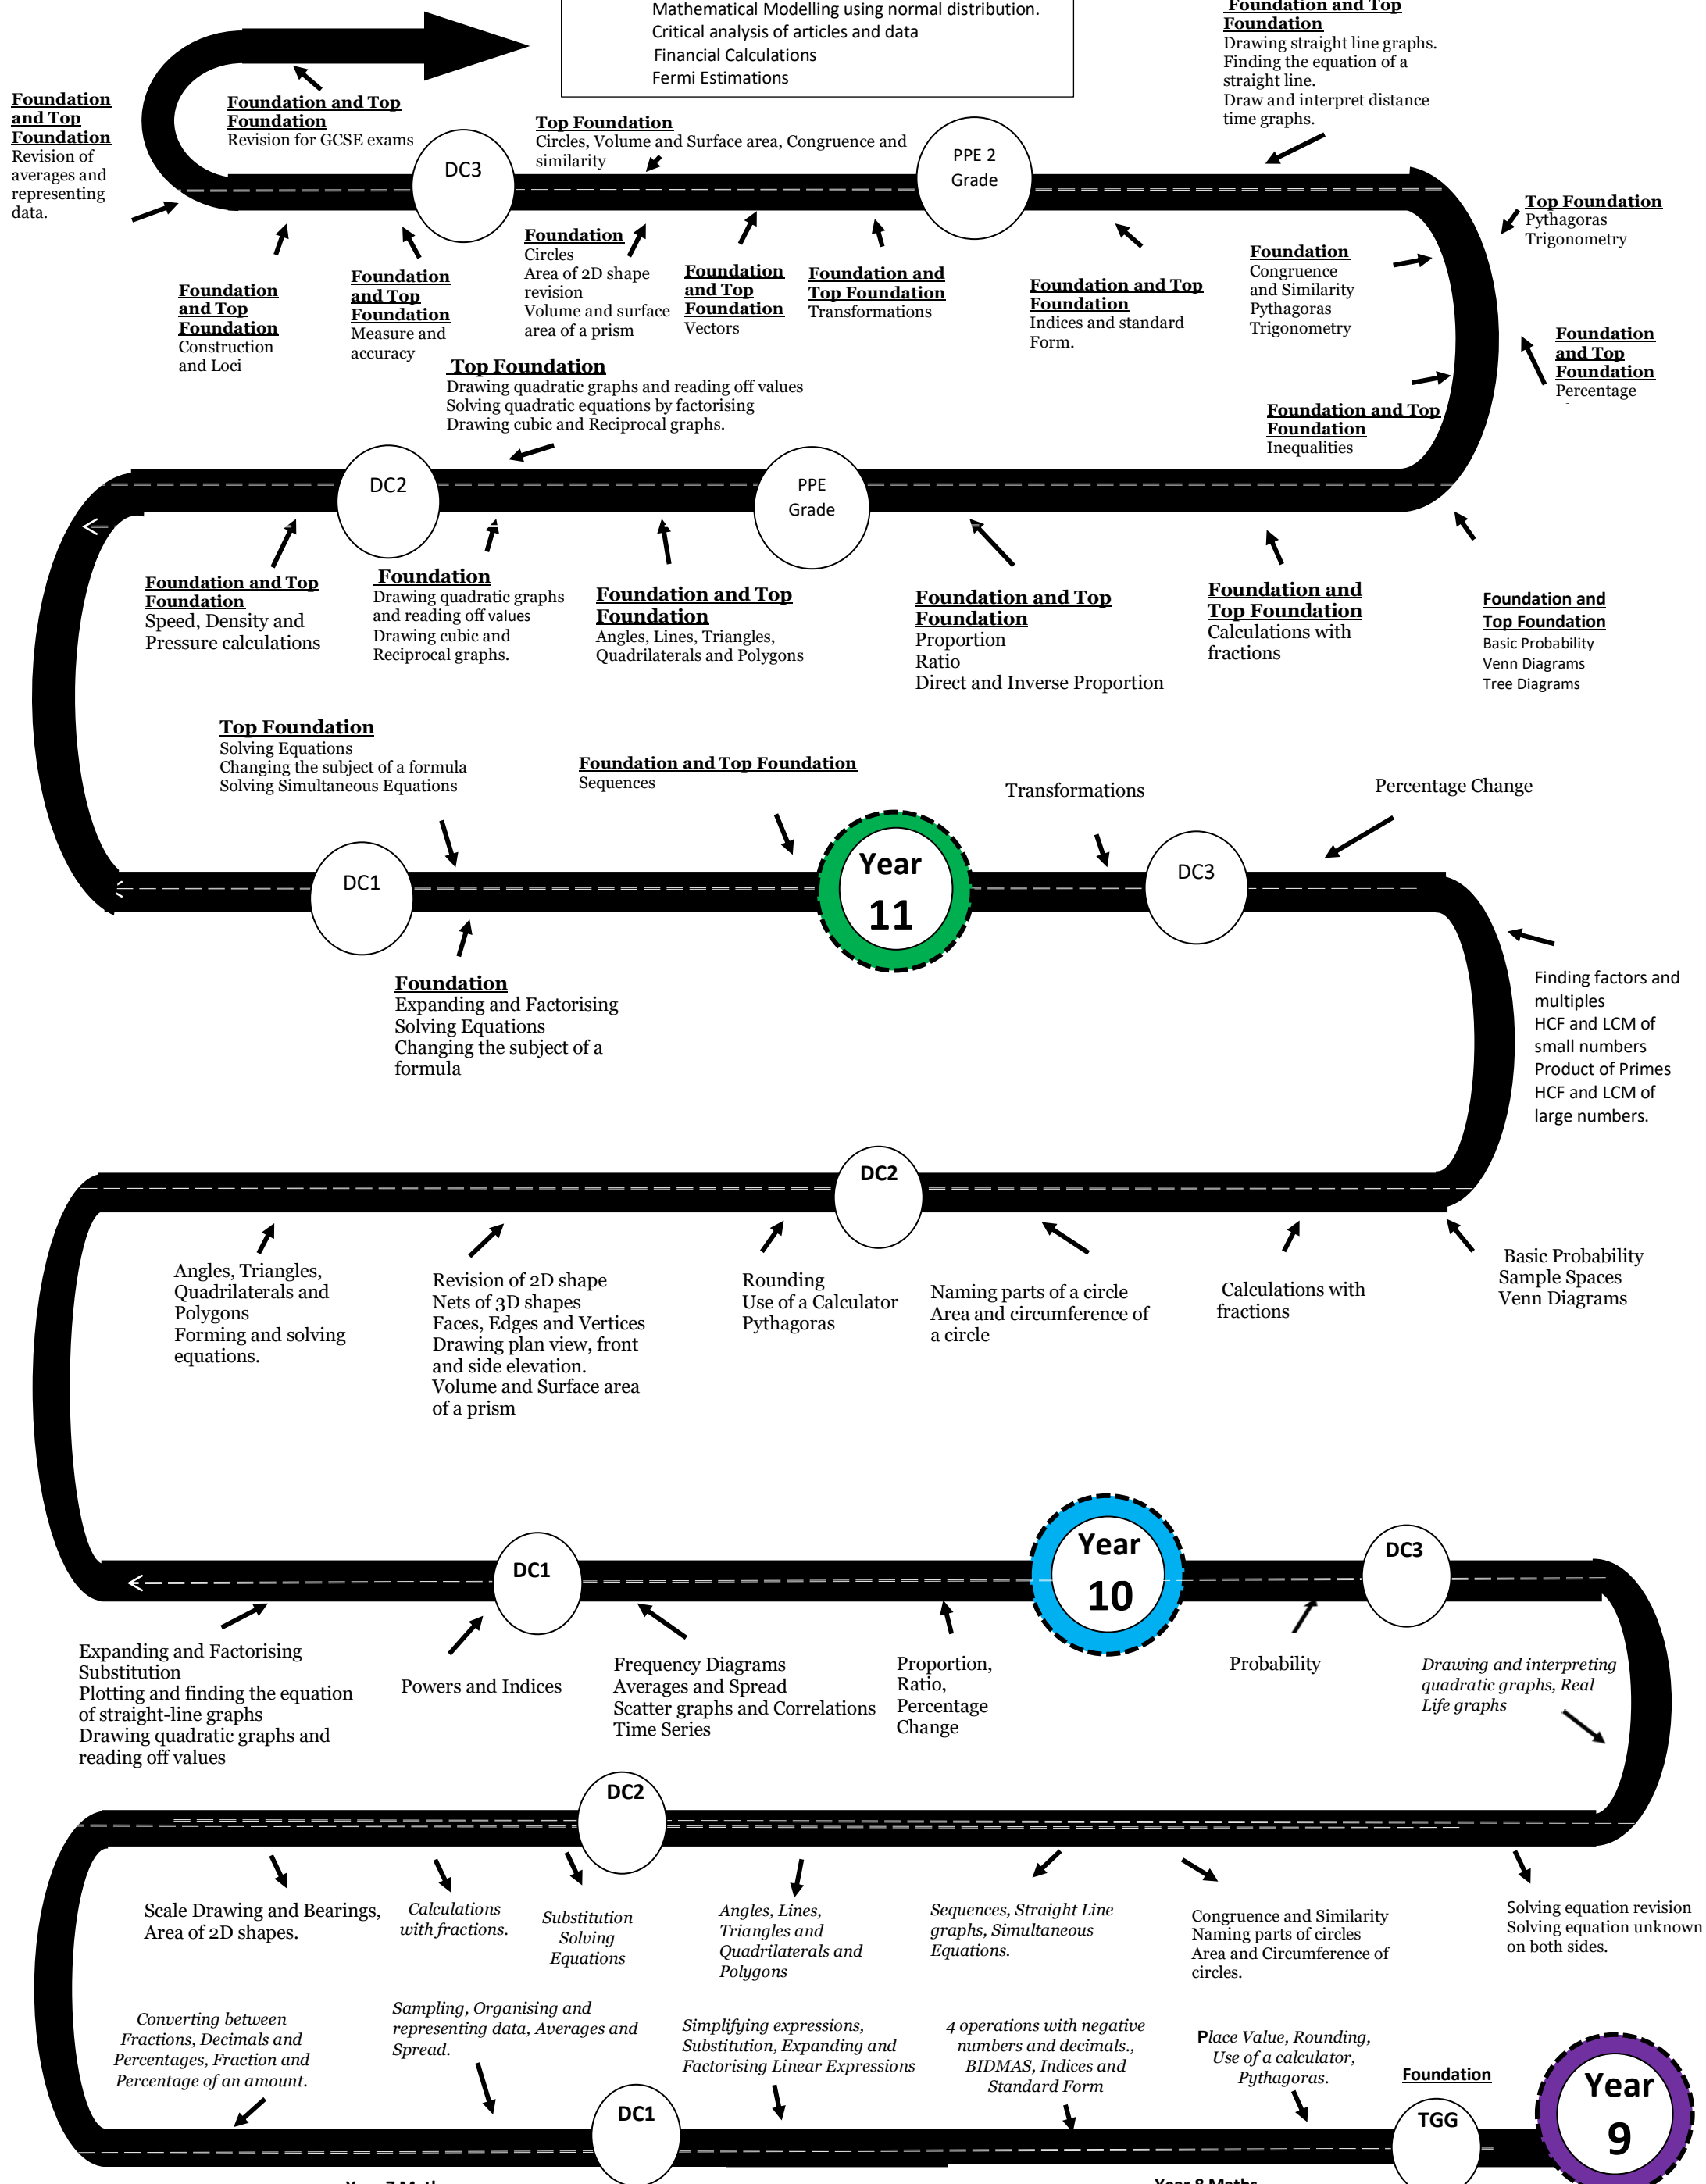 Mathematical Modelling using normal distribution.
Critical analysis of articles and data
Financial Calculations
Fermi Estimations
Foundation and Top
Foundation
Drawing straight line graphs.
Finding the equation of a
straight line.
Draw and interpret distance
time graphs.
Foundation
and Top
Foundation
Revision of
averages and
representing
data.
Foundation and Top
Foundation
Revision for GCSE exams
DC3
Top Foundation
Circles, Volume and Surface area, Congruence and
similarity
PPE 2
Grade
Top Foundation
Pythagoras
Trigonometry
Foundation
and Top
Foundation
Construction
and Loci
Foundation
and Top
Foundation
Measure and
accuracy
Foundation
Circles
Area of 2D shape
revision
Volume and surface
area of a prism
Foundation
and Top
Foundation
Vectors
Foundation and
Top Foundation
Transformations
Foundation and Top
Foundation
Indices and standard
Form.
Foundation
Congruence
and Similarity
Pythagoras
Trigonometry
Foundation
and Top
Foundation
Percentage
Top Foundation
Drawing quadratic graphs and reading off values
Solving quadratic equations by factorising
Drawing cubic and Reciprocal graphs.
Foundation and Top
Foundation
Inequalities
DC2
PPE
Grade
Foundation and Top
Foundation
Speed, Density and
Pressure calculations
Foundation
Drawing quadratic graphs
and reading off values
Drawing cubic and
Reciprocal graphs.
Foundation and Top
Foundation
Angles, Lines, Triangles,
Quadrilaterals and Polygons
Foundation and Top
Foundation
Proportion
Ratio
Direct and Inverse Proportion
Foundation and
Top Foundation
Calculations with
fractions
Foundation and
Top Foundation
Basic Probability
Venn Diagrams
Tree Diagrams
Top Foundation
Solving Equations
Changing the subject of a formula
Solving Simultaneous Equations
Foundation and Top Foundation
Sequences
Transformations
Percentage Change
DC1
Year
11
DC3
Foundation
Expanding and Factorising
Solving Equations
Changing the subject of a
formula
Finding factors and
multiples
HCF and LCM of
small numbers
Product of Primes
HCF and LCM of
large numbers.
DC2
Angles, Triangles,
Quadrilaterals and
Polygons
Forming and solving
equations.
Revision of 2D shape
Nets of 3D shapes
Faces, Edges and Vertices
Drawing plan view, front
and side elevation.
Volume and Surface area
of a prism
Rounding
Use of a Calculator
Pythagoras
Naming parts of a circle
Area and circumference of
a circle
Calculations with
fractions
Basic Probability
Sample Spaces
Venn Diagrams
DC1
Year
10
DC3
Expanding and Factorising
Substitution
Plotting and finding the equation
of straight-line graphs
Drawing quadratic graphs and
reading off values
Powers and Indices
Frequency Diagrams
Averages and Spread
Scatter graphs and Correlations
Time Series
Proportion,
Ratio,
Percentage
Change
Probability
Drawing and interpreting
quadratic graphs, Real
Life graphs
DC2
Scale Drawing and Bearings,
Area of 2D shapes.
Calculations
with fractions.
Substitution
Solving
Equations
Angles, Lines,
Triangles and
Quadrilaterals and
Polygons
Sequences, Straight Line
graphs, Simultaneous
Equations.
Congruence and Similarity
Naming parts of circles
Area and Circumference of
circles.
Solving equation revision
Solving equation unknown
on both sides.
Converting between
Fractions, Decimals and
Percentages, Fraction and
Percentage of an amount.
Sampling, Organising and
representing data, Averages and
Spread.
Simplifying expressions,
Substitution, Expanding and
Factorising Linear Expressions
4 operations with negative
numbers and decimals.,
BIDMAS, Indices and
Standard Form
Place Value, Rounding,
Use of a calculator,
Pythagoras.
Foundation
DC1
TGG
Year
9
Year 7 Maths
Year 8 Maths